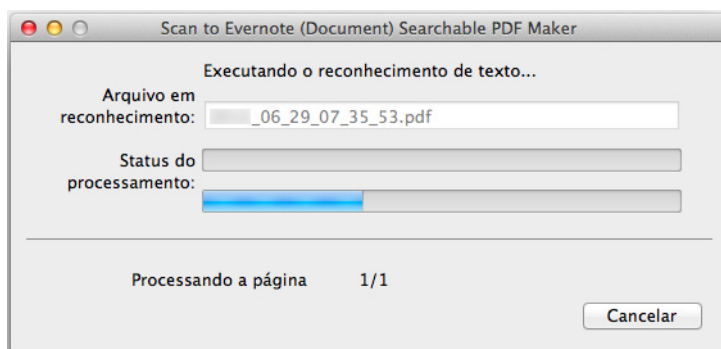 Scan to Evernote (Document) Searchable PDF Maker
Executando o reconhecimento de texto...
Arquivo em
reconhecimento:
_06_29_07_35_53.pdf
Status do
processamento:
Processando a página 1/1
Cancelar